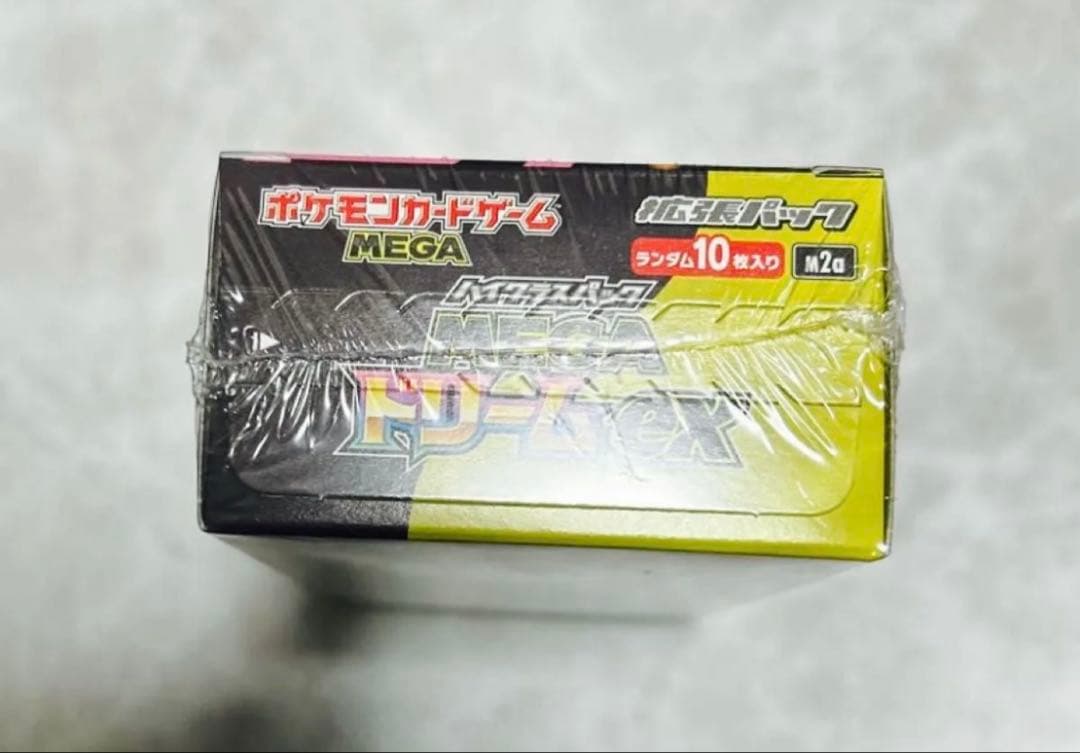 ポケモンカードゲーム
MEGA
拡張パック
ランダム10枚入り
M2a
ハイクラスパック
MEGA
ドリームex